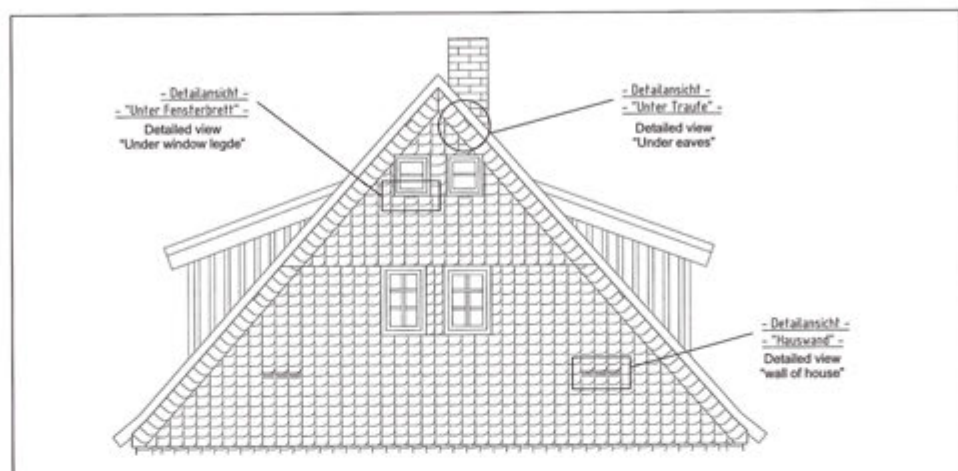 - Detailansicht -
- "Unter Fensterbrett" -
Detailed view
"Under window legde"
- Detailansicht -
- "Unter Traufe" -
Detailed view
"Under eaves"
- Detailansicht -
- "Hauswand" -
Detailed view
"wall of house"